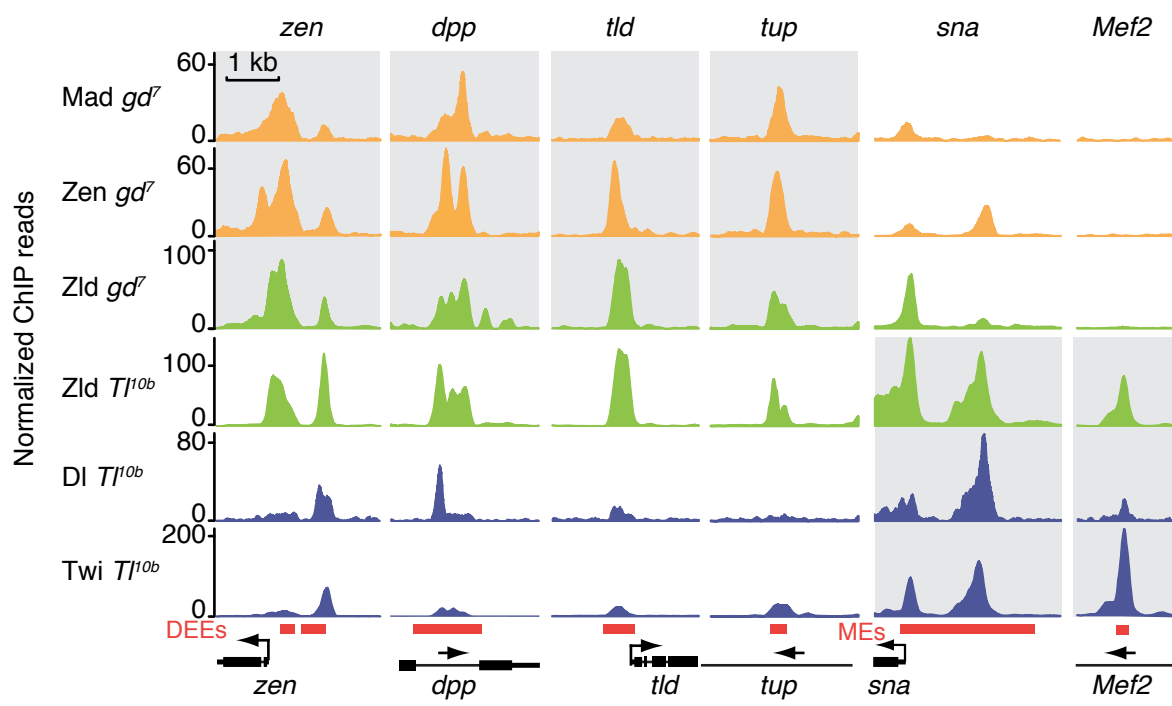 zen dpp tld tup sna Mef2
1 kb
Mad gd7 60 0
Zen gd7 60 0
Zld gd7 100 0
Zld Tl10b 100 0
Dl Tl10b 80 0
Twi Tl10b 200 0
Normalized ChIP reads
DEEs MEs
zen dpp tld tup sna Mef2